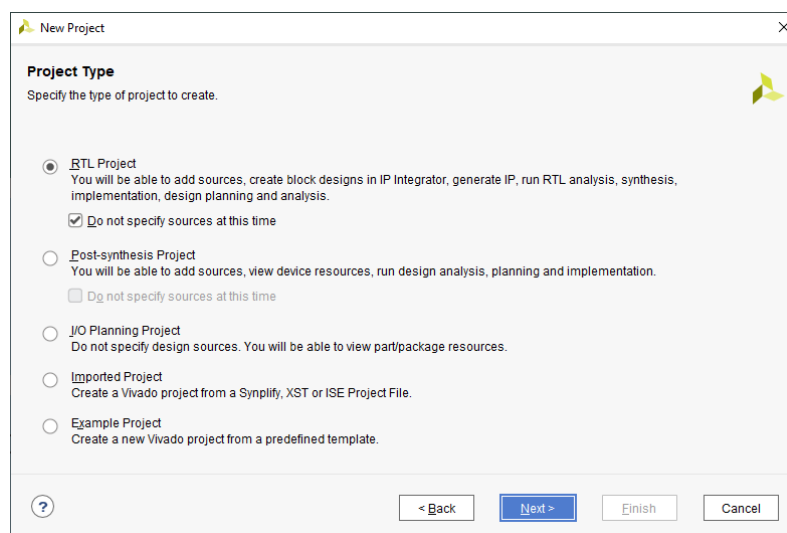 New Project
Project Type
Specify the type of project to create.
RTL Project
You will be able to add sources, create block designs in IP Integrator, generate IP, run RTL analysis, synthesis,
implementation, design planning and analysis.
Do not specify sources at this time
Post-synthesis Project
You will be able to add sources, view device resources, run design analysis, planning and implementation.
Do not specify sources at this time
I/O Planning Project
Do not specify design sources. You will be able to view part/package resources.
Imported Project
Create a Vivado project from a Synplify, XST or ISE Project File.
Example Project
Create a new Vivado project from a predefined template.
? < Back Next > Finish Cancel